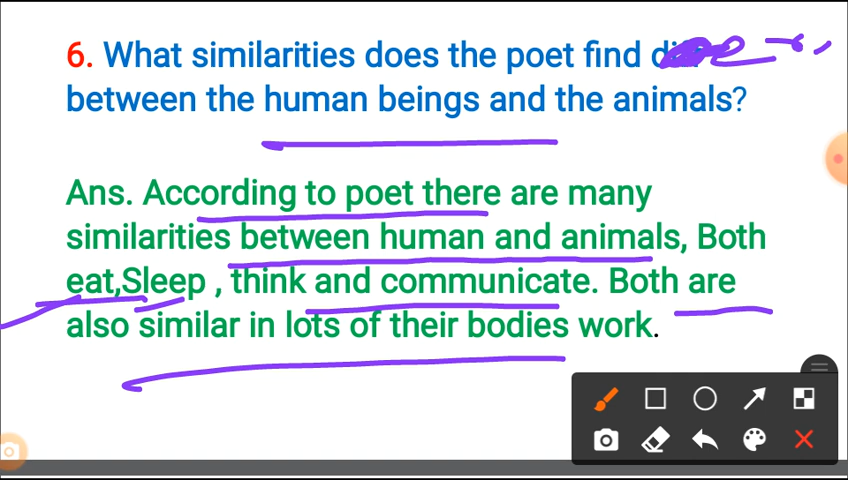 6. What similarities does the poet find
between the human beings and the animals?
Ans. According to poet there are many
similarities between human and animals, Both
eat,Sleep , think and communicate. Both are
also similar in lots of their bodies work.